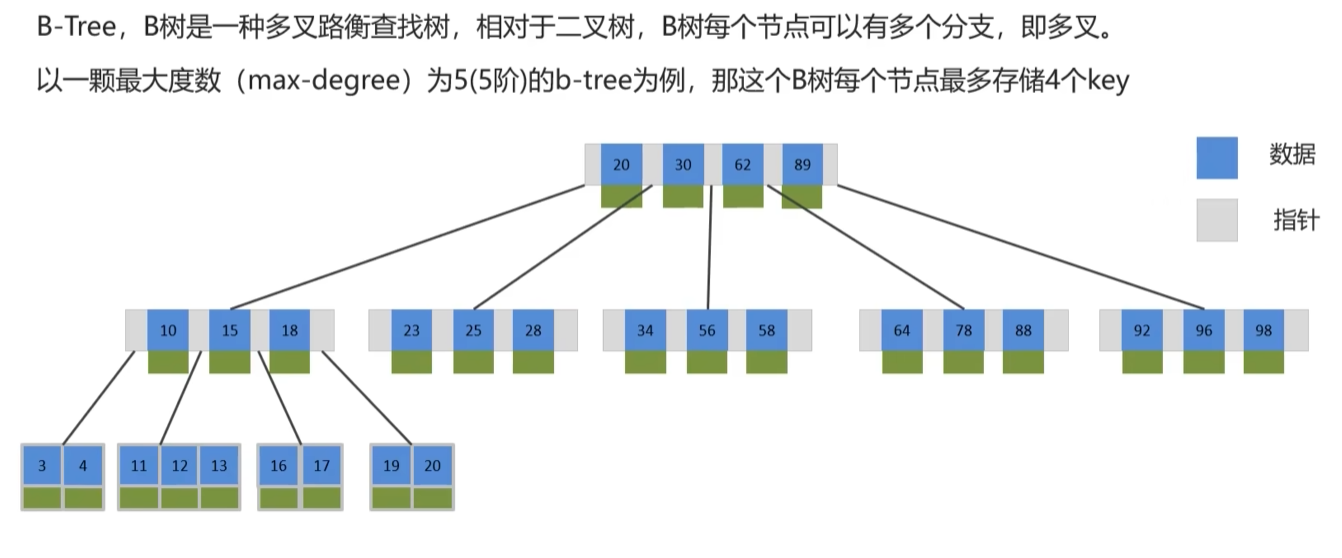 B-Tree，B树是一种多叉路衡查找树，相对于二叉树，B树每个节点可以有多个分支，即多叉。
以一颗最大度数（max-degree）为5(5阶)的b-tree为例，那这个B树每个节点最多存储4个key
20 30 62 89
数据
指针
10 15 18 23 25 28 34 56 58 64 78 88 92 96 98
3 4 11 12 13 16 17 19 20